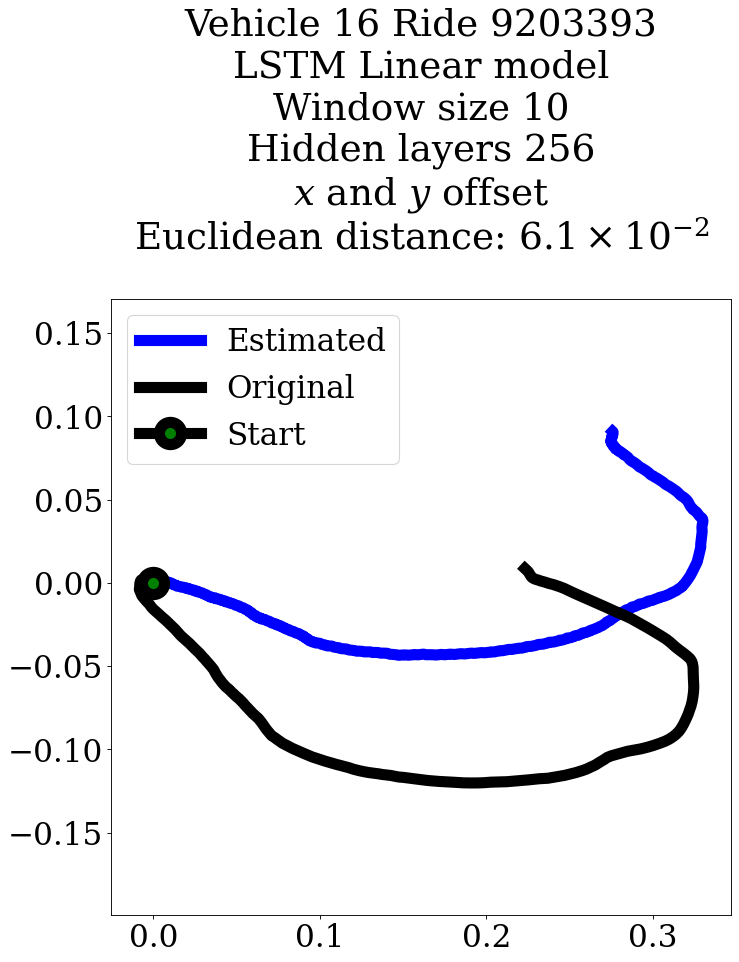 Vehicle 16 Ride 9203393
LSTM Linear model
Window size 10
Hidden layers 256
x and y offset
Euclidean distance: 6.1 × 10⁻²
Estimated
Original
Start
0.15
0.10
0.05
0.00
−0.05
−0.10
−0.15
0.0 0.1 0.2 0.3